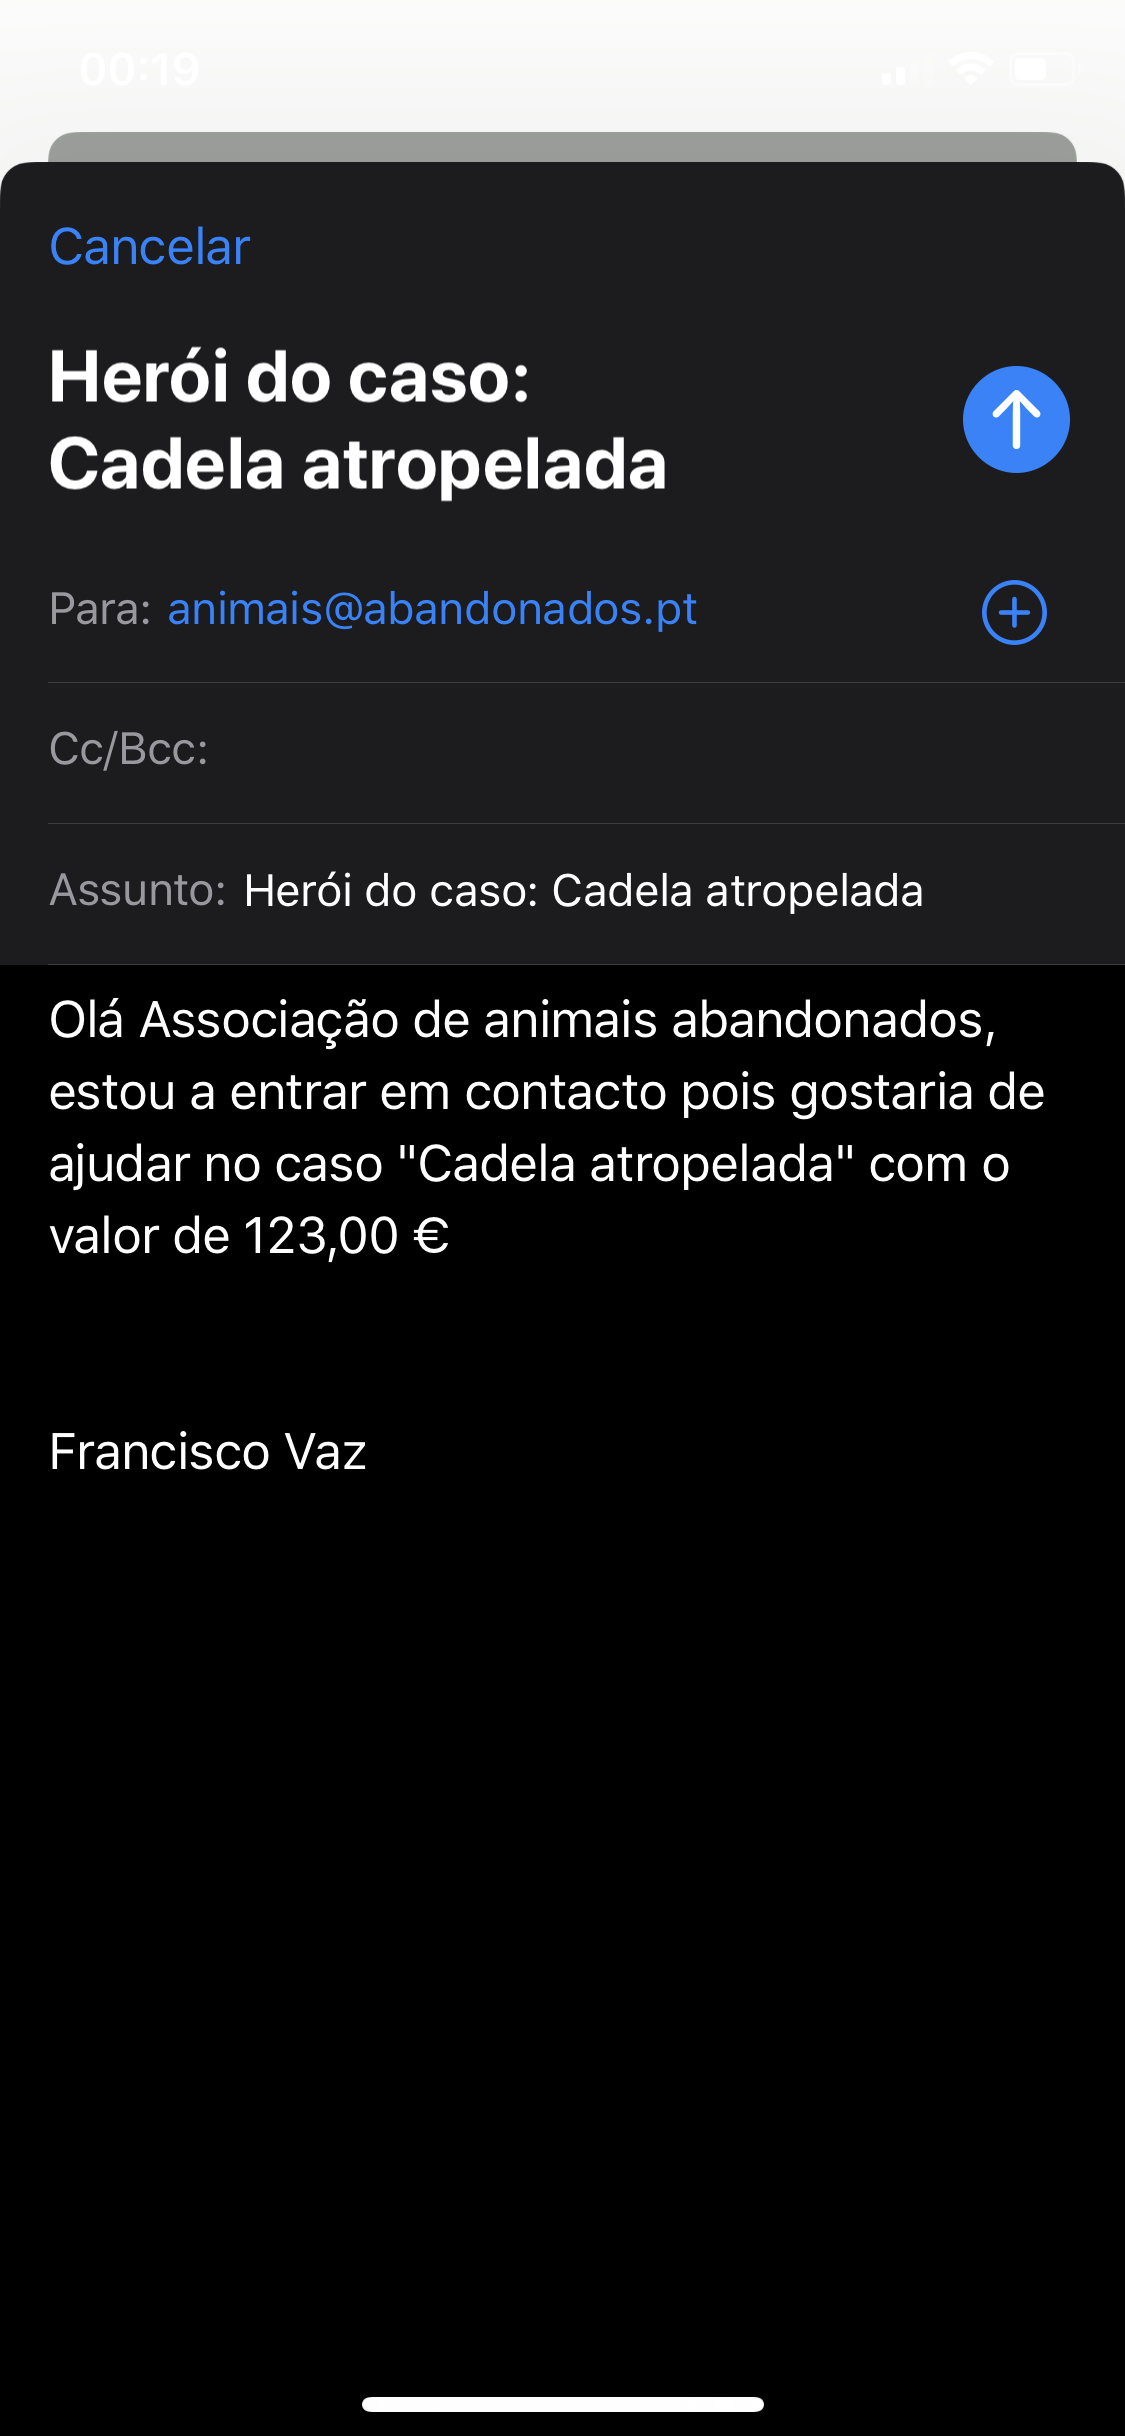 00:19
Cancelar
Herói do caso:
Cadela atropelada
Para: animais@abandonados.pt
Cc/Bcc:
Assunto: Herói do caso: Cadela atropelada
Olá Associação de animais abandonados,
estou a entrar em contacto pois gostaria de
ajudar no caso "Cadela atropelada" com o
valor de 123,00 €
Francisco Vaz